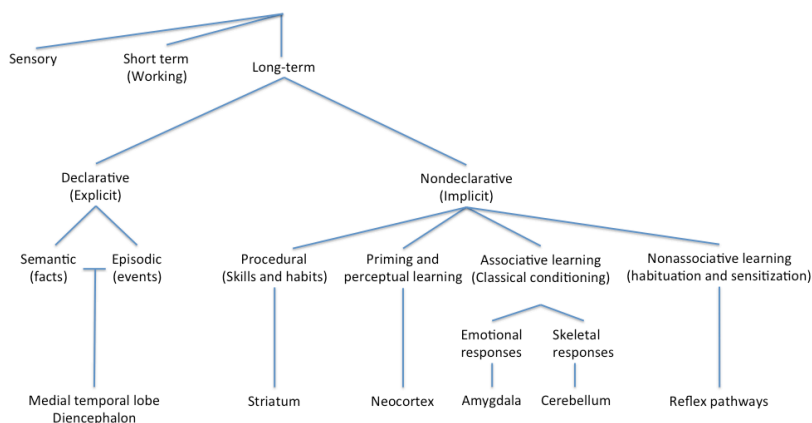 Sensory
Short term
(Working)
Long-term
Declarative
(Explicit)
Nondeclarative
(Implicit)
Semantic
(facts)
Episodic
(events)
Procedural
(Skills and habits)
Priming and
perceptual learning
Associative learning
(Classical conditioning)
Nonassociative learning
(habituation and sensitization)
Emotional
responses
Skeletal
responses
Medial temporal lobe
Diencephalon
Striatum
Neocortex
Amygdala
Cerebellum
Reflex pathways